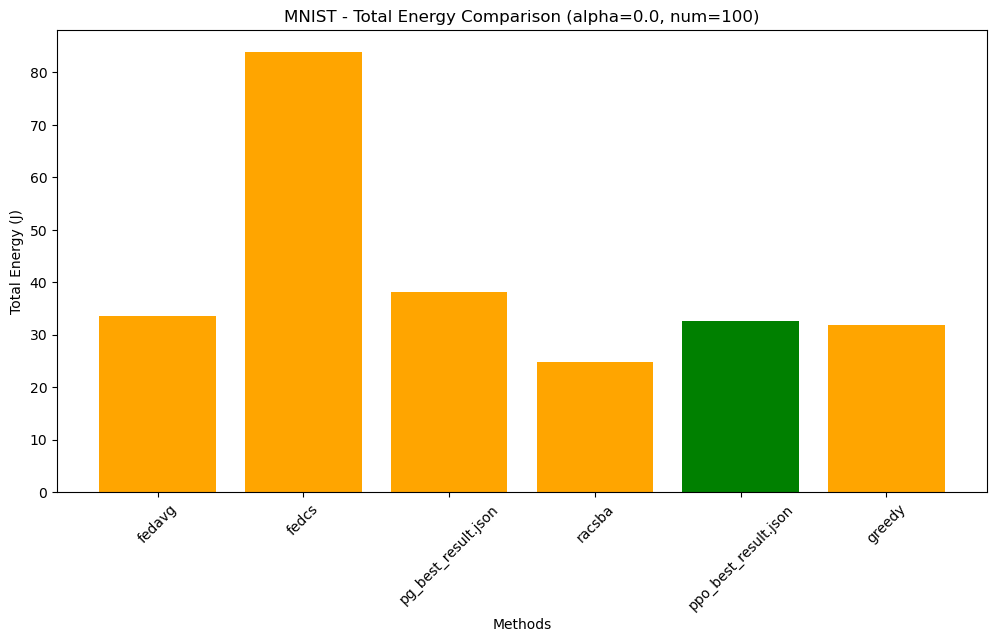 MNIST - Total Energy Comparison (alpha=0.0, num=100)
Total Energy (J)
80
70
60
50
40
30
20
10
0
fedavg
fedcs
pg_best_result.json
racsba
ppo_best_result.json
greedy
Methods